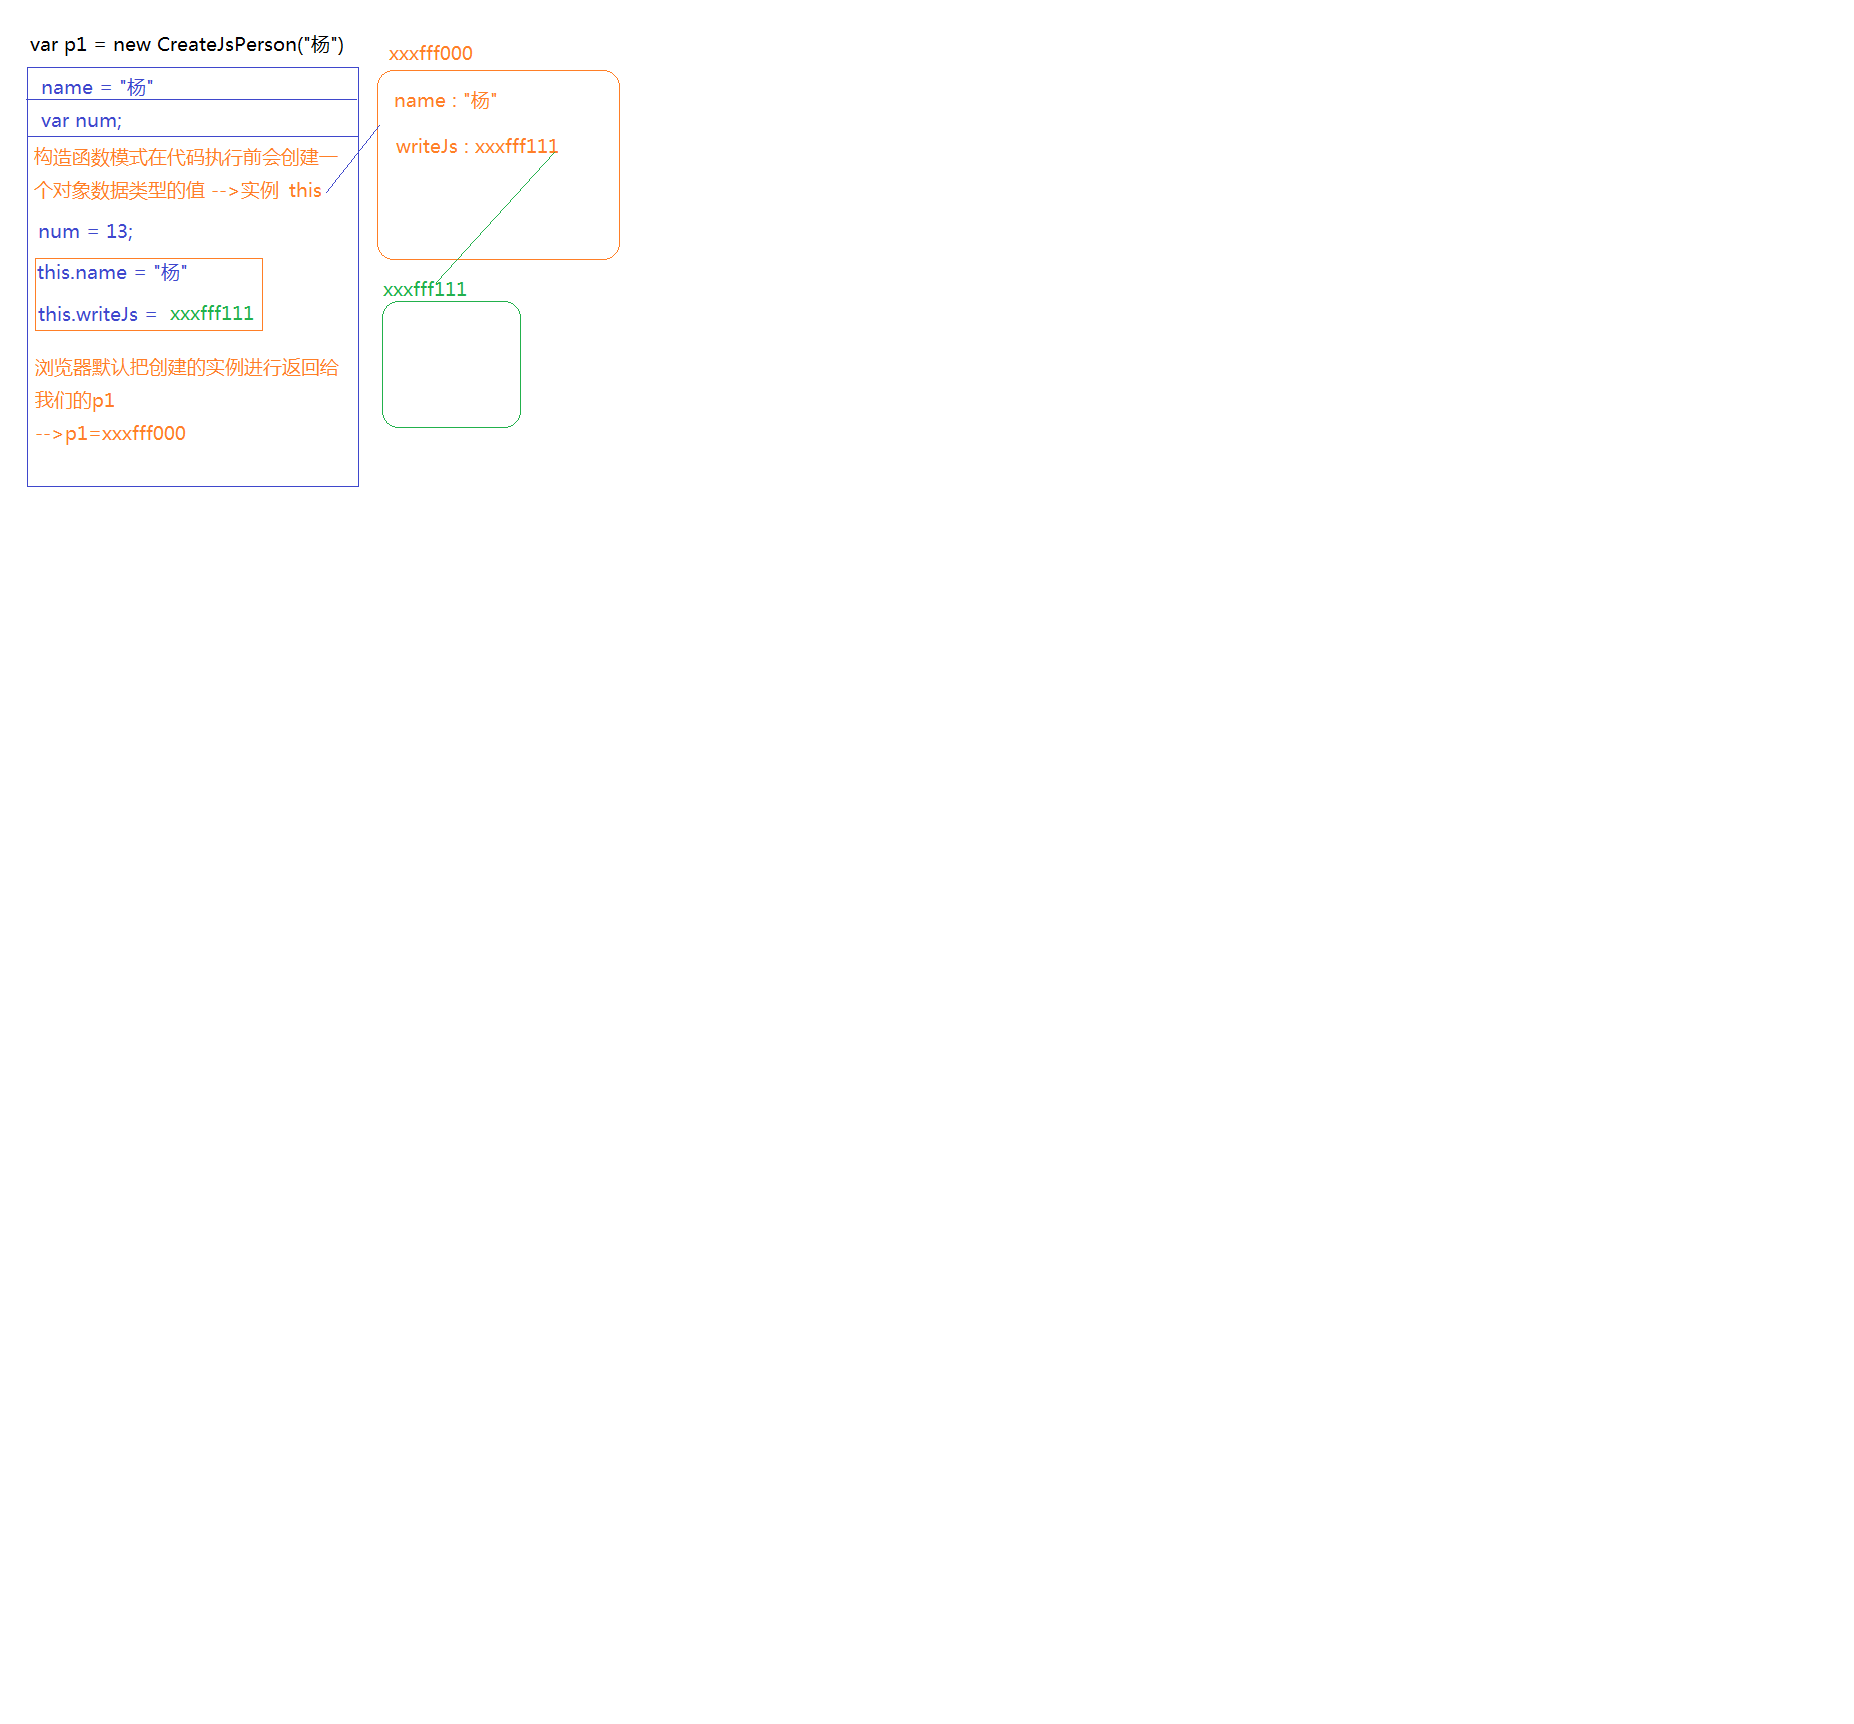 var p1 = new CreateJsPerson("杨")
name = "杨"
var num;
构造函数模式在代码执行前会创建一
个对象数据类型的值 -->实例 this
num = 13;
this.name = "杨"
this.writeJs = xxxfff111
浏览器默认把创建的实例进行返回给
我们的p1
-->p1=xxxfff000
xxxfff000
name : "杨"
writeJs : xxxfff111
xxxfff111